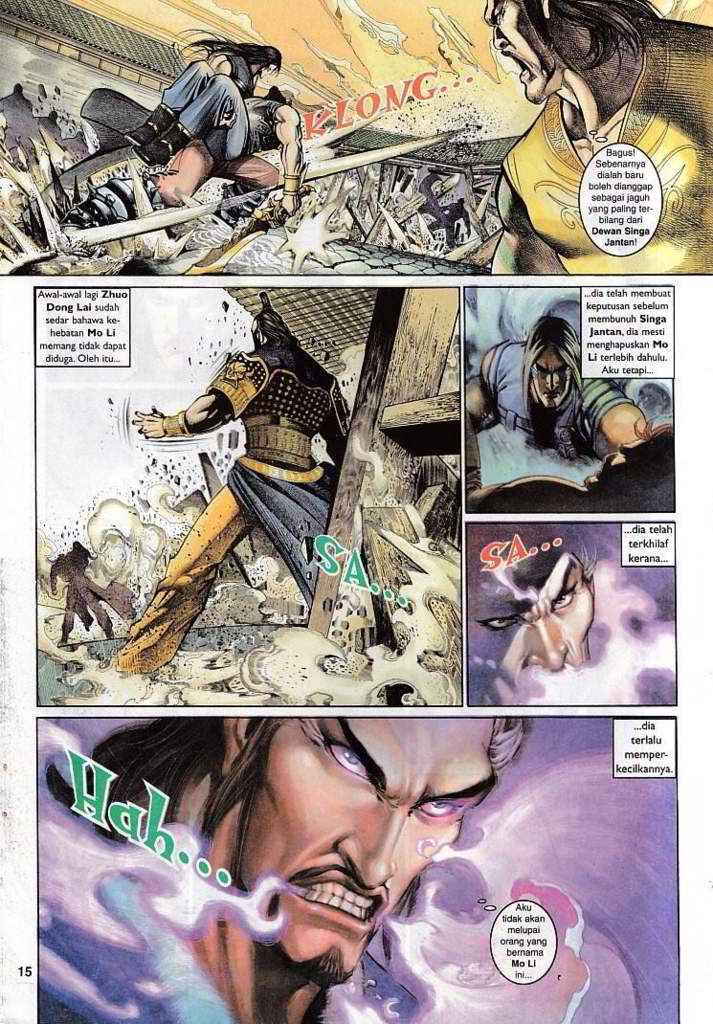 KLONG...
Bagus!
Sebenarnya
dialah baru
boleh dianggap
sebagai jaguh
yang paling ter-
bilang dari
Dewan Singa
Jantan!
Awal-awal lagi Zhuo
Dong Lai sudah
sedar bahawa ke-
hebatan Mo Li
memang tidak dapat
diduga. Oleh itu...
...dia telah membuat
keputusan sebelum
membunuh Singa
Jantan, dia mesti
menghapuskan Mo
Li terlebih dahulu.
Aku tetapi...
SA...
SA...
...dia telah
terkhilaf
kerana...
...dia
terlalu
memper-
kecilkannya.
Hah...
Aku
tidak akan
melupai
orang yang
bernama
Mo Li
ini...
15